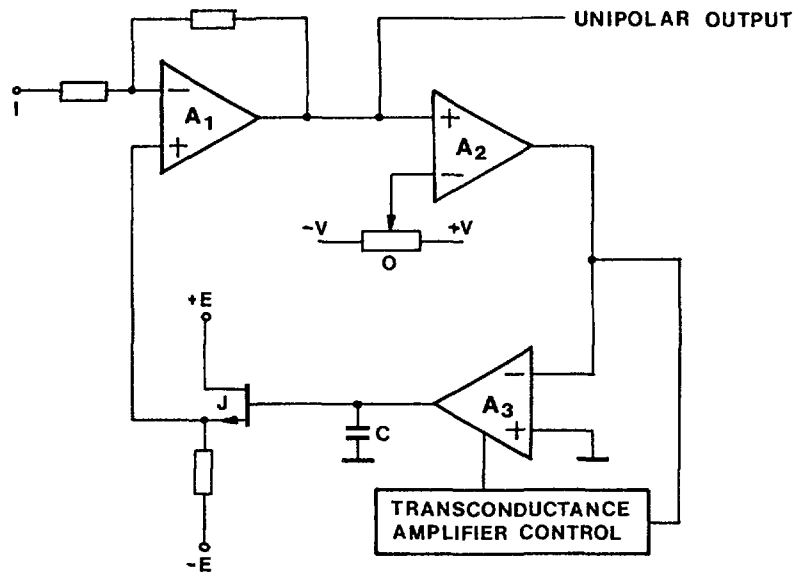 UNIPOLAR OUTPUT
I
−
A1
+
+
A2
−
−V
+V
O
+E
J
C
−
A3
+
TRANSCONDUCTANCE
AMPLIFIER CONTROL
−E